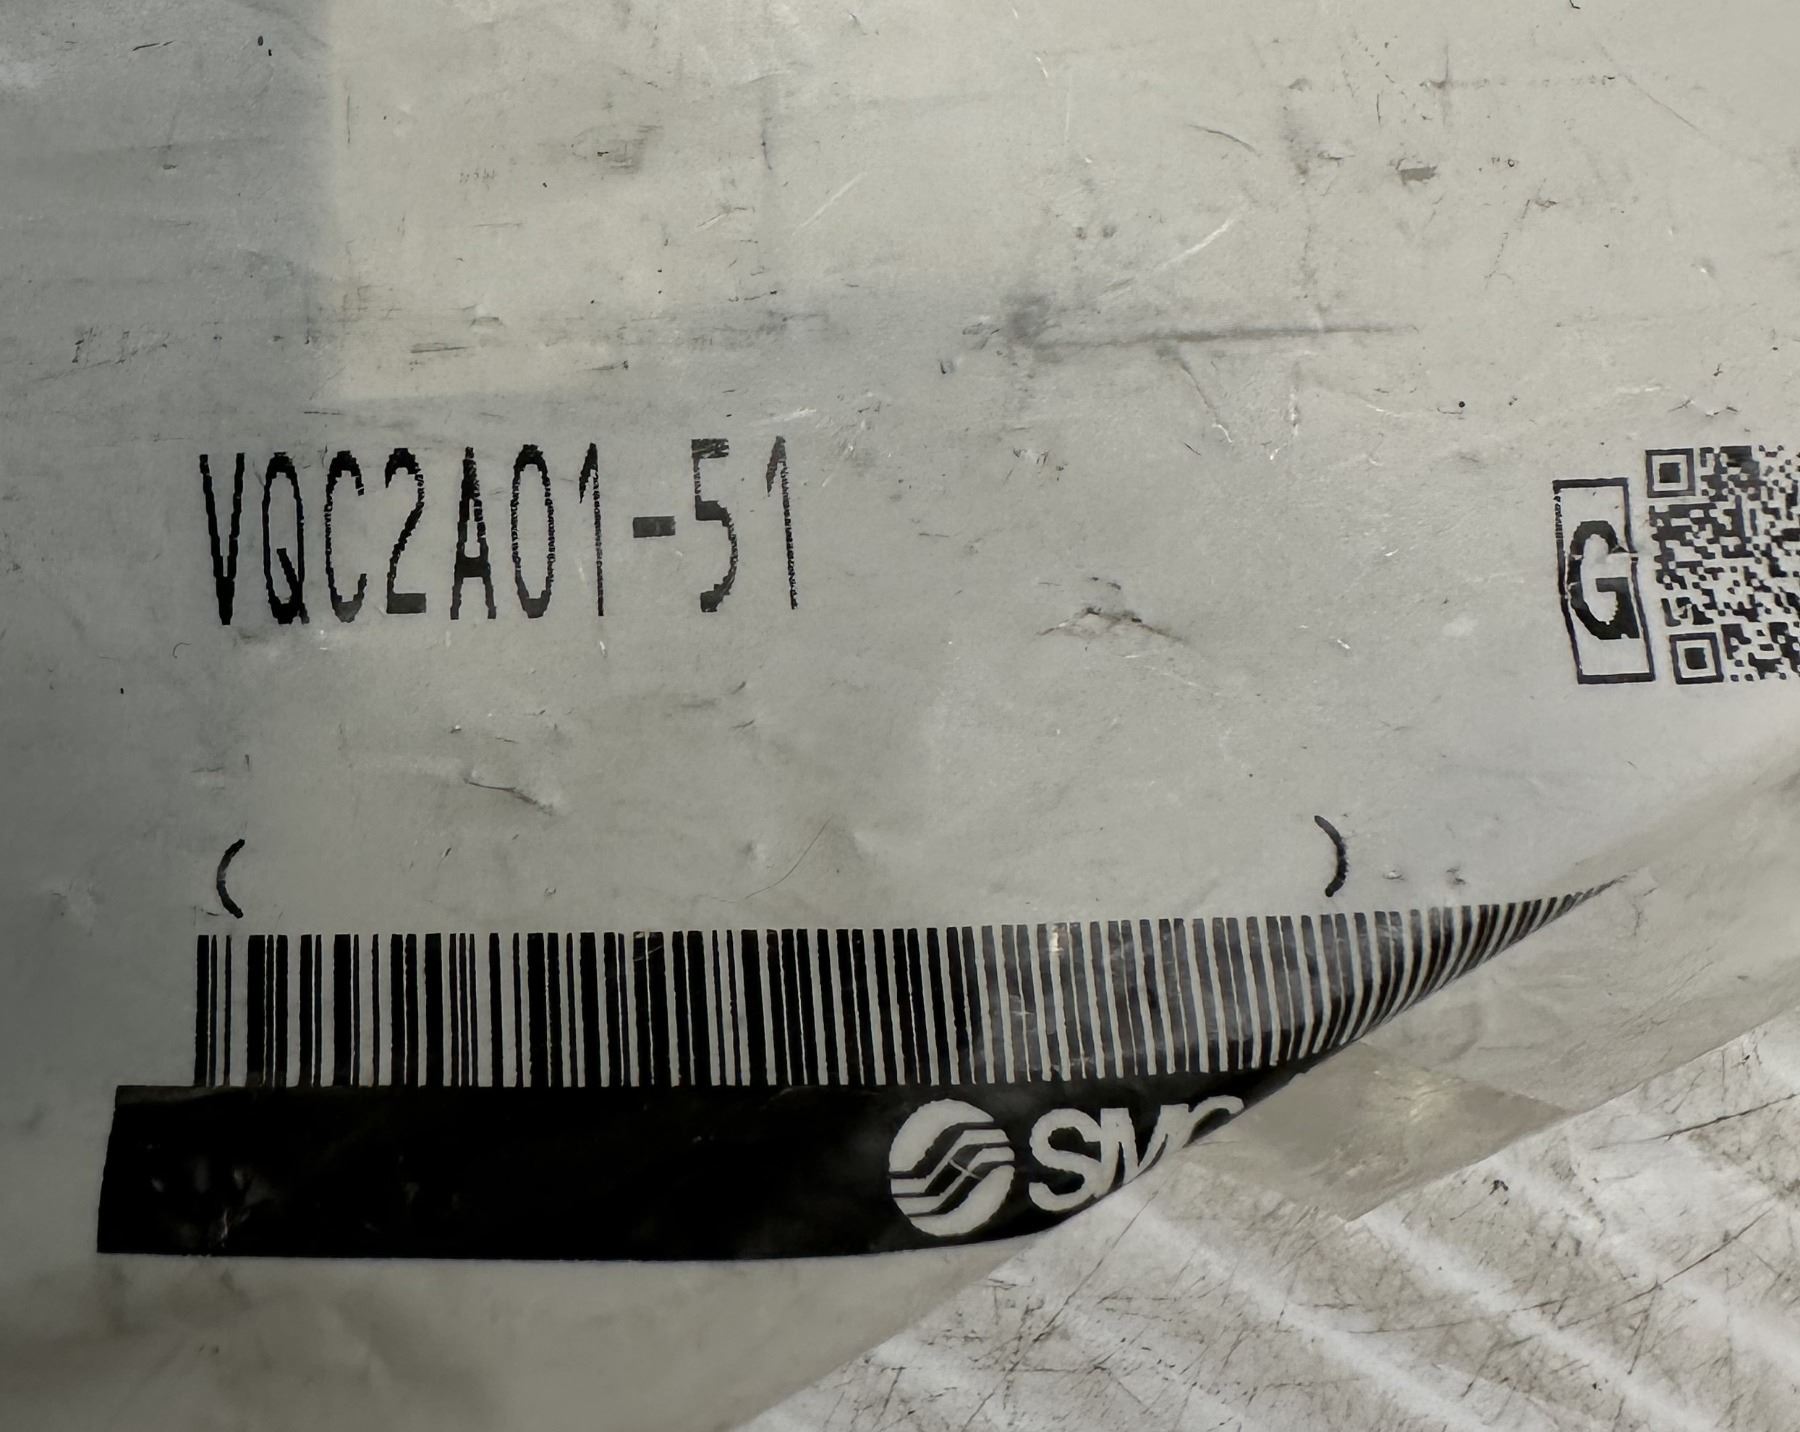 VQC2A01-51
G
( )
SMC